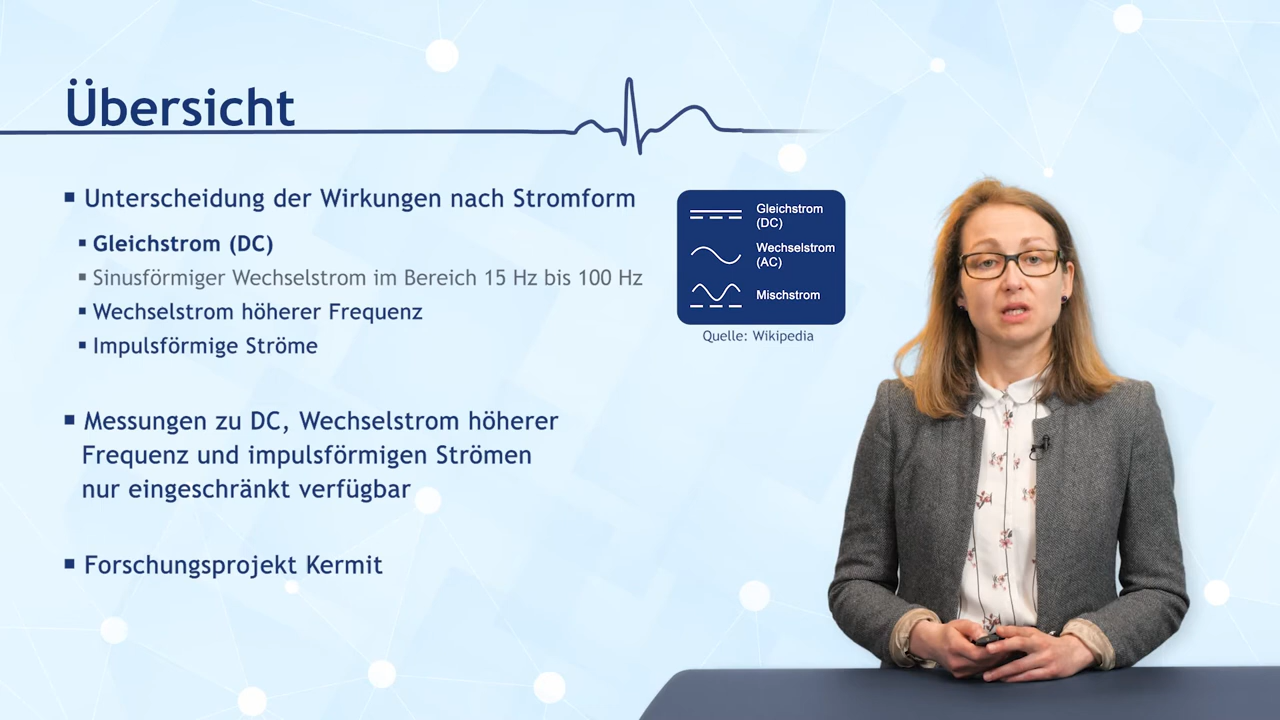 Übersicht
▪ Unterscheidung der Wirkungen nach Stromform
▪ Gleichstrom (DC)
▪ Sinusförmiger Wechselstrom im Bereich 15 Hz bis 100 Hz
▪ Wechselstrom höherer Frequenz
▪ Impulsförmige Ströme
▪ Messungen zu DC, Wechselstrom höherer
Frequenz und impulsförmigen Strömen
nur eingeschränkt verfügbar
▪ Forschungsprojekt Kermit
Gleichstrom
(DC)
Wechselstrom
(AC)
Mischstrom
Quelle: Wikipedia